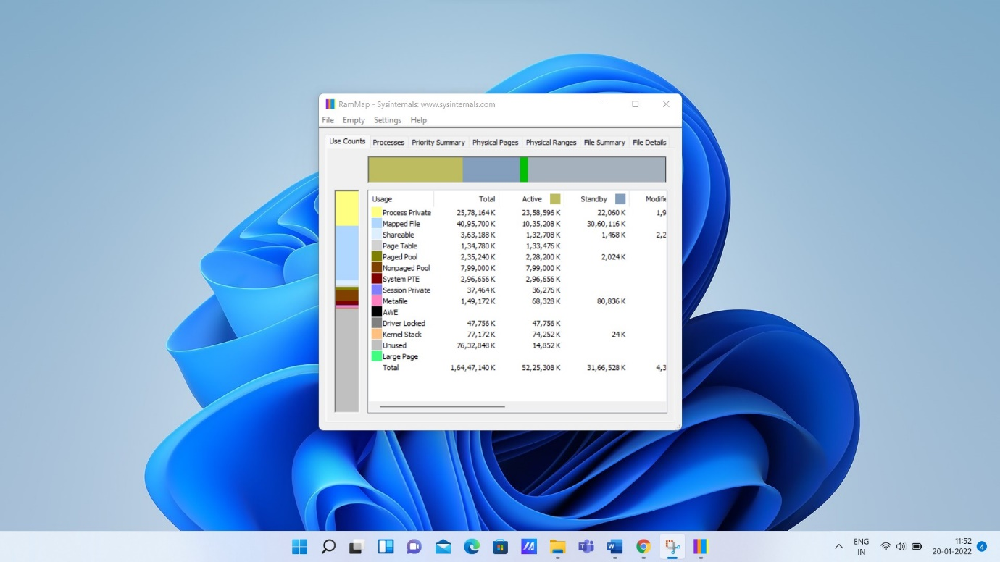 RamMap - Sysinternals: www.sysinternals.com
File Empty Settings Help
Use Counts Processes Priority Summary Physical Pages Physical Ranges File Summary File Details
Usage Total Active Standby Modifie
Process Private 25,78,164 K 23,58,596 K 22,060 K 1,9
Mapped File 40,95,700 K 10,35,208 K 30,60,116 K
Shareable 3,63,188 K 1,32,708 K 1,468 K 2,2
Page Table 1,34,780 K 1,33,476 K
Paged Pool 2,35,240 K 2,28,200 K 2,024 K
Nonpaged Pool 7,99,000 K 7,99,000 K
System PTE 2,96,656 K 2,96,656 K
Session Private 37,464 K 36,276 K
Metafile 1,49,172 K 68,328 K 80,836 K
AWE
Driver Locked 47,756 K 47,756 K
Kernel Stack 77,172 K 74,252 K 24 K
Unused 76,32,848 K 14,852 K
Large Page
Total 1,64,47,140 K 52,25,308 K 31,66,528 K 4,3
ENG 11:52
IN 20-01-2022 4